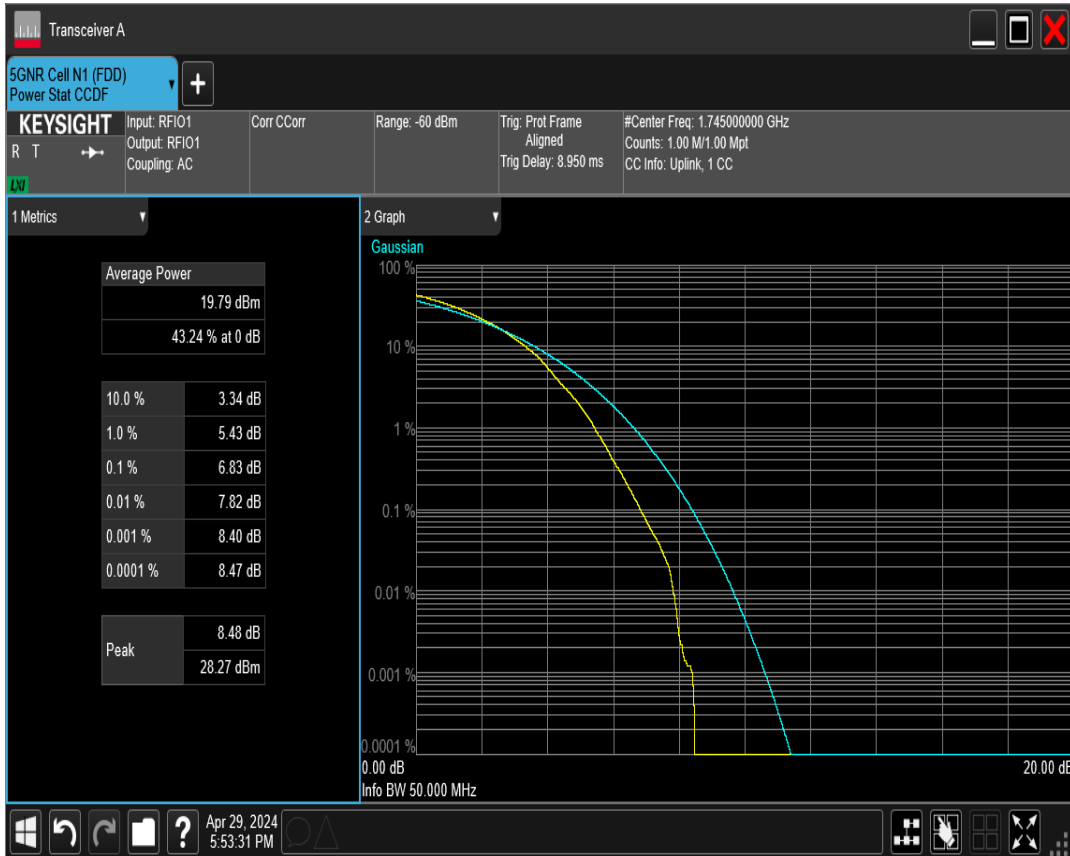 Transceiver A
5GNR Cell N1 (FDD)
Power Stat CCDF
+
KEYSIGHT
R T
LXI
Input: RFIO1
Output: RFIO1
Coupling: AC
Corr CCorr
Range: -60 dBm
Trig: Prot Frame
Aligned
Trig Delay: 8.950 ms
#Center Freq: 1.745000000 GHz
Counts: 1.00 M/1.00 Mpt
CC Info: Uplink, 1 CC
1 Metrics
Average Power
19.79 dBm
43.24 % at 0 dB
10.0 % 3.34 dB
1.0 % 5.43 dB
0.1 % 6.83 dB
0.01 % 7.82 dB
0.001 % 8.40 dB
0.0001 % 8.47 dB
Peak
8.48 dB
28.27 dBm
2 Graph
Gaussian
100 %
10 %
1 %
0.1 %
0.01 %
0.001 %
0.0001 %
0.00 dB 20.00 dB
Info BW 50.000 MHz
?
Apr 29, 2024
5:53:31 PM